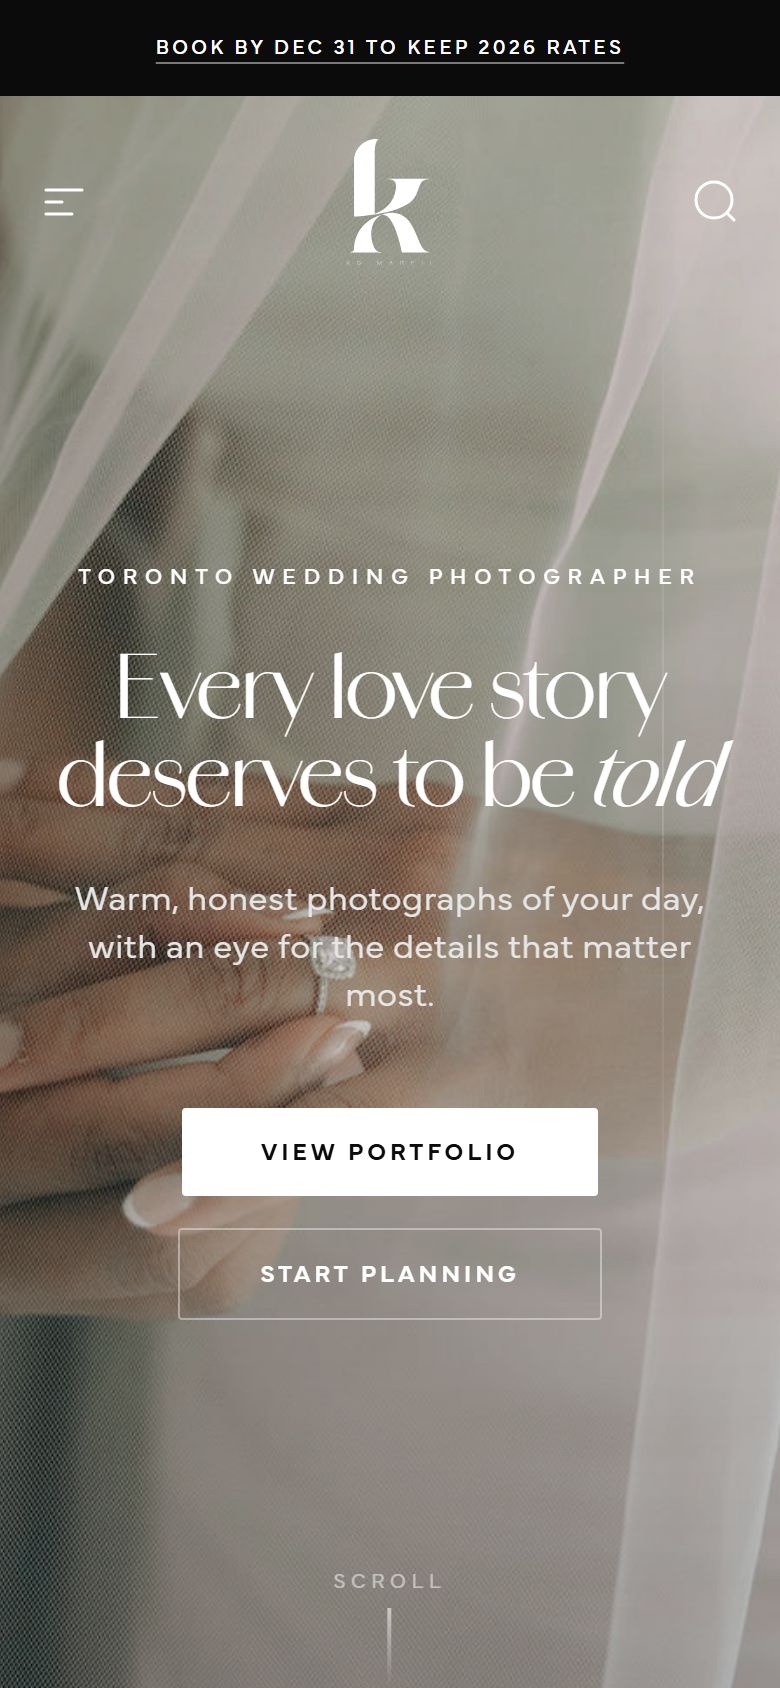 BOOK BY DEC 31 TO KEEP 2026 RATES
k
TORONTO WEDDING PHOTOGRAPHER
Every love story
deserves to be told
Warm, honest photographs of your day,
with an eye for the details that matter
most.
VIEW PORTFOLIO
START PLANNING
SCROLL